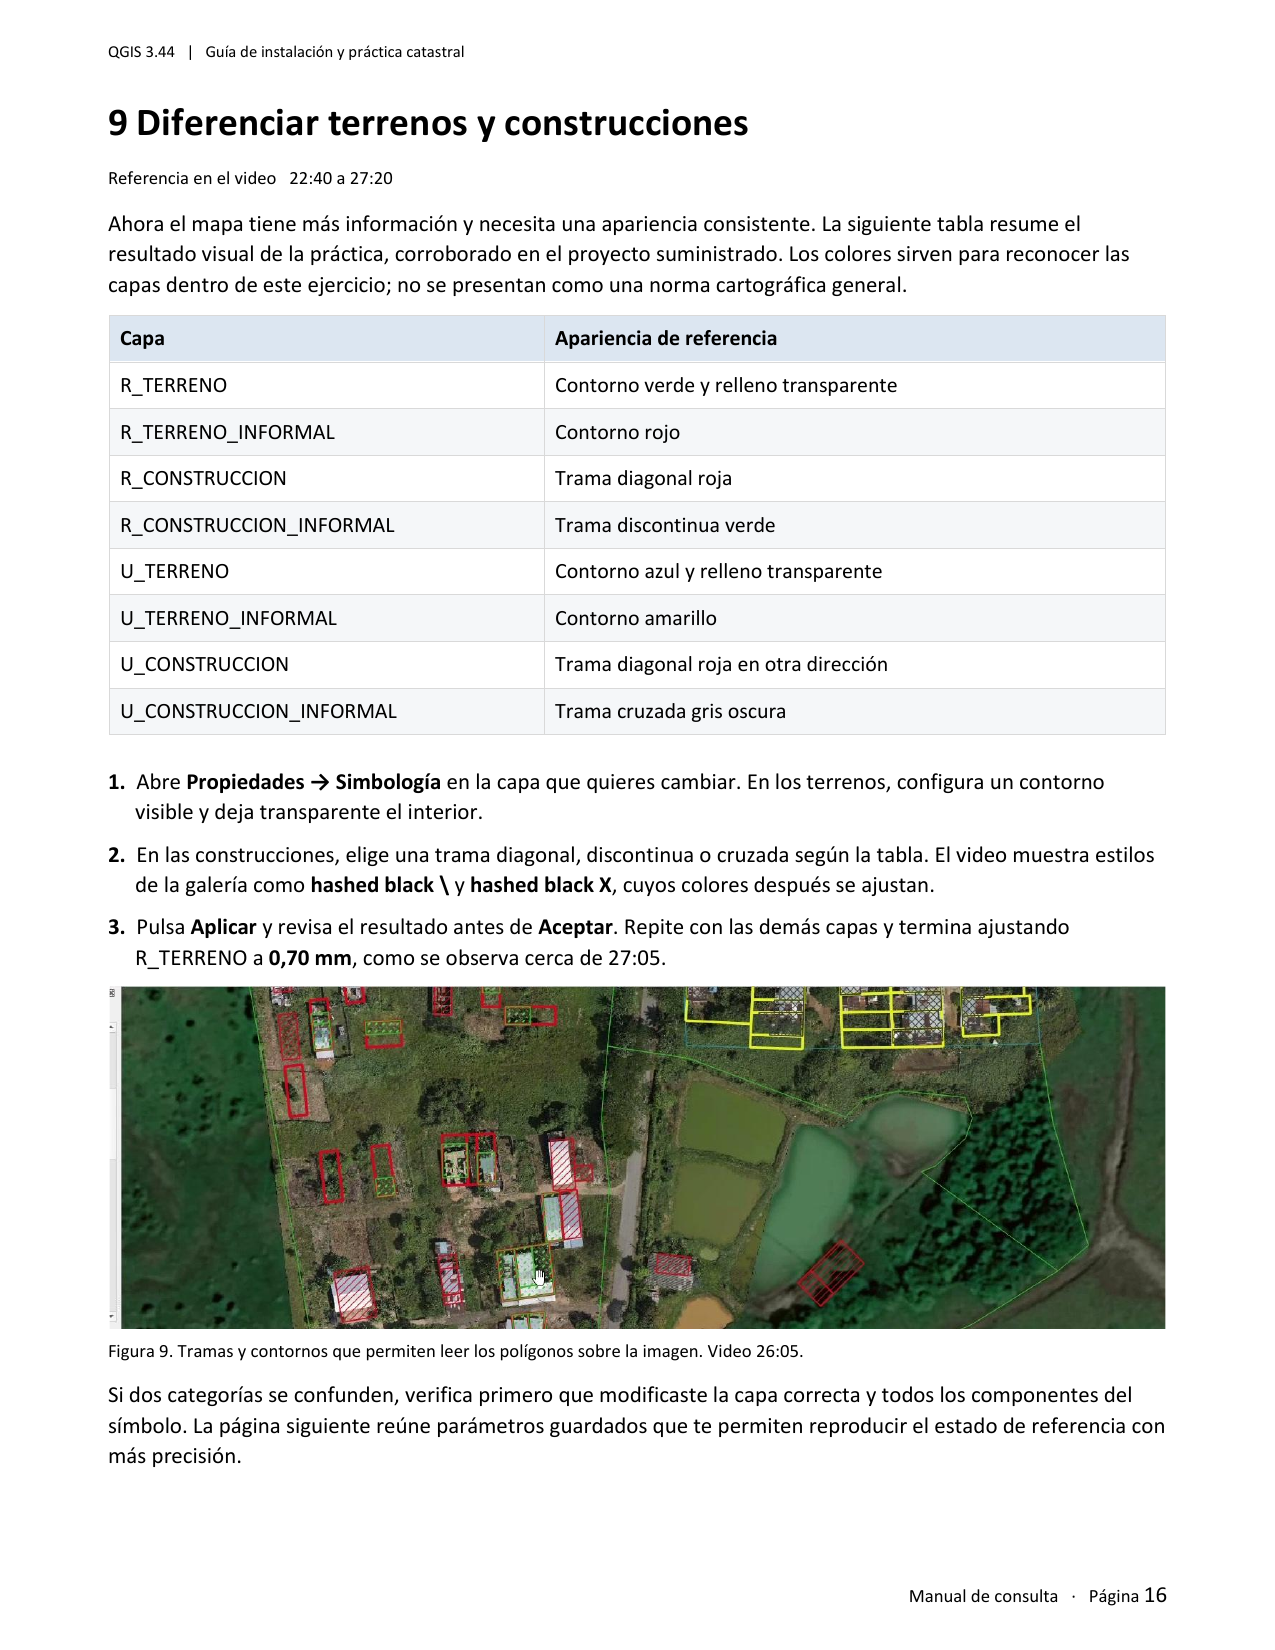 QGIS 3.44 | Guía de instalación y práctica catastral
9 Diferenciar terrenos y construcciones
Referencia en el video 22:40 a 27:20
Ahora el mapa tiene más información y necesita una apariencia consistente. La siguiente tabla resume el
resultado visual de la práctica, corroborado en el proyecto suministrado. Los colores sirven para reconocer las
capas dentro de este ejercicio; no se presentan como una norma cartográfica general.
Capa Apariencia de referencia
R_TERRENO Contorno verde y relleno transparente
R_TERRENO_INFORMAL Contorno rojo
R_CONSTRUCCION Trama diagonal roja
R_CONSTRUCCION_INFORMAL Trama discontinua verde
U_TERRENO Contorno azul y relleno transparente
U_TERRENO_INFORMAL Contorno amarillo
U_CONSTRUCCION Trama diagonal roja en otra dirección
U_CONSTRUCCION_INFORMAL Trama cruzada gris oscura
1. Abre Propiedades → Simbología en la capa que quieres cambiar. En los terrenos, configura un contorno
visible y deja transparente el interior.
2. En las construcciones, elige una trama diagonal, discontinua o cruzada según la tabla. El video muestra estilos
de la galería como hashed black \ y hashed black X, cuyos colores después se ajustan.
3. Pulsa Aplicar y revisa el resultado antes de Aceptar. Repite con las demás capas y termina ajustando
R_TERRENO a 0,70 mm, como se observa cerca de 27:05.
Figura 9. Tramas y contornos que permiten leer los polígonos sobre la imagen. Video 26:05.
Si dos categorías se confunden, verifica primero que modificaste la capa correcta y todos los componentes del
símbolo. La página siguiente reúne parámetros guardados que te permiten reproducir el estado de referencia con
más precisión.
Manual de consulta · Página 16